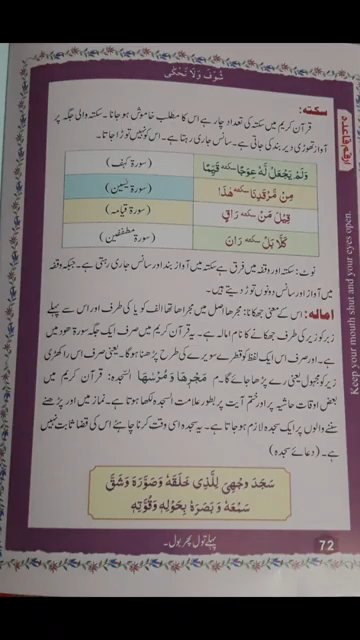 شُوْف وَلَا تَحْكٰى
سکتہ:
قرآن کریم میں سکتہ کی تعداد چار ہے اس کا مطلب خاموش ہو جانا۔ سکتہ والی جگہ پر
آواز تھوڑی دیر بند کی جاتی ہے۔ سانس جاری رہتا ہے۔ اس کو نہیں توڑا جاتا۔
وَلَمْ يَجْعَلْ لَّهٗ عِوَجًا سکتہ قَيِّمًا (سورۃ کہف)
مِنْ مَّرْقَدِنَا سکتہ هٰذَا (سورۃ یٰسین)
قِيْلَ مَنْ سکتہ رَاقٍ (سورۃ قیامہ)
كَلَّا بَلْ سکتہ رَانَ (سورۃ مطففین)
نوٹ: سکتہ اور وقفہ میں فرق ہے سکتہ میں آواز بند اور سانس جاری رہتی ہے۔ جبکہ وقفہ
میں آواز اور سانس دونوں توڑ دیتے ہیں۔
امالہ: اس کے معنی جھکانا: مجرھا اصل میں مجراھا تھا الف کو یا کی طرف اور اس سے پہلے
زبر کو زیر کی طرف جھکانے کا نام امالہ ہے۔ یہ قرآن کریم میں صرف ایک جگہ سورۃ ھود میں
ہے۔ اور صرف اس ایک لفظ کو قطرے سویرے کی طرح پڑھنا ہوگا۔ یعنی صرف اس را کھڑی
زیر کو مجہول یعنی رے پڑھا جائے گا۔ م مَجْرٖىهَا وَمُرْسٰىهَا السجدہ: قرآن کریم میں
بعض اوقات حاشیہ پر اور ختم آیت پر بطور علامت السجدہ لکھا ہوتا ہے۔ نماز میں اور پڑھنے
سننے والوں پر ایک سجدہ لازم ہو جاتا ہے۔ یہ سجدہ اسی وقت کرنا چاہئے اس کی قضا ثابت نہیں
ہے۔ (دعائے سجدہ)
سَجَدَ وَجْهِىَ لِلَّذِى خَلَقَهٗ وَصَوَّرَهٗ وَشَقَّ
سَمْعَهٗ وَبَصَرَهٗ بِحَوْلِهٖ وَقُوَّتِهٖ
پہلے تول پھر بول۔
72
Keep your mouth shut and your eyes open.